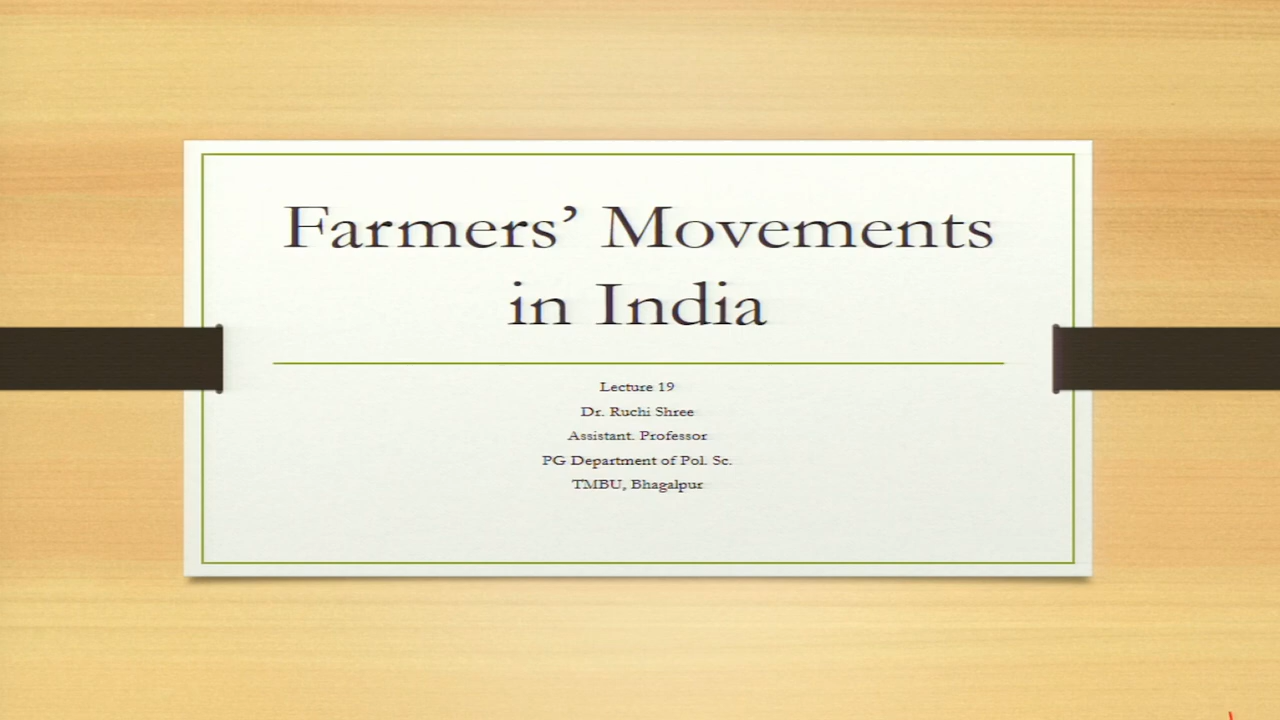 Farmers’ Movements
in India
Lecture 19
Dr. Ruchi Shree
Assistant. Professor
PG Department of Pol. Sc.
TMBU, Bhagalpur